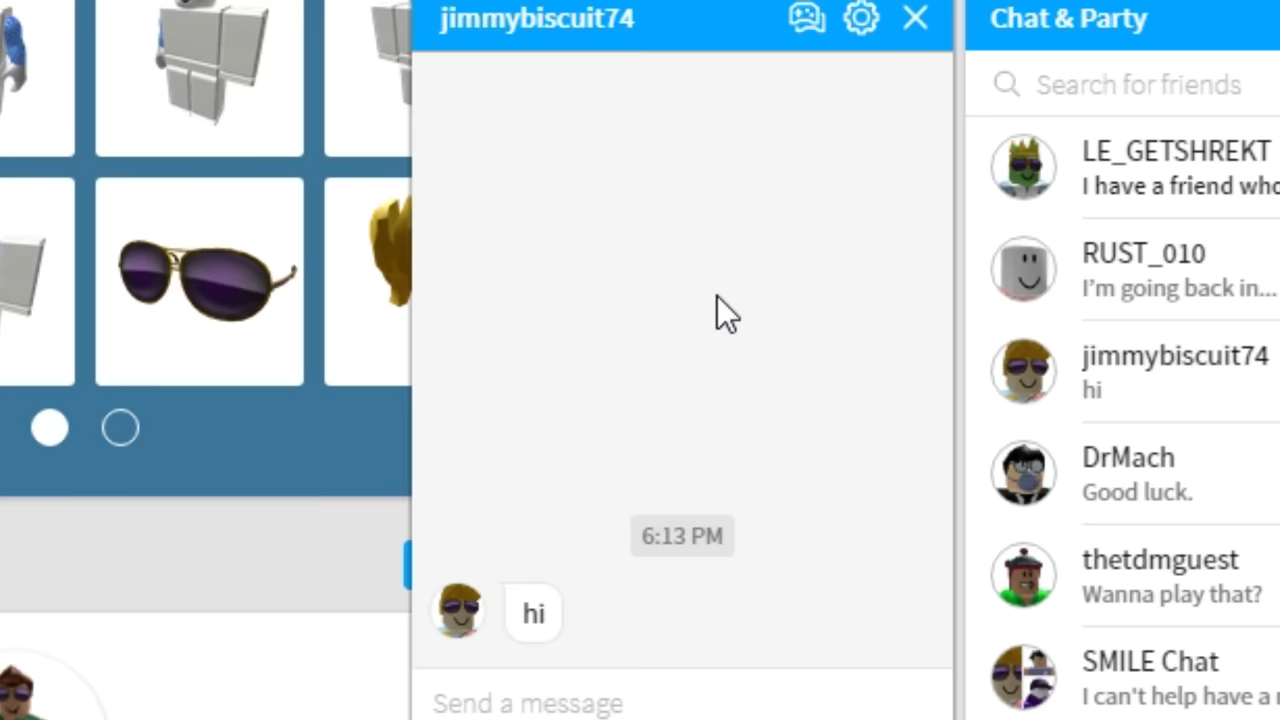 jimmybiscuit74
6:13 PM
hi
Send a message
Chat & Party
Search for friends
LE_GETSHREKT
I have a friend who
RUST_010
I'm going back in...
jimmybiscuit74
hi
DrMach
Good luck.
thetdmguest
Wanna play that?
SMILE Chat
I can't help have a